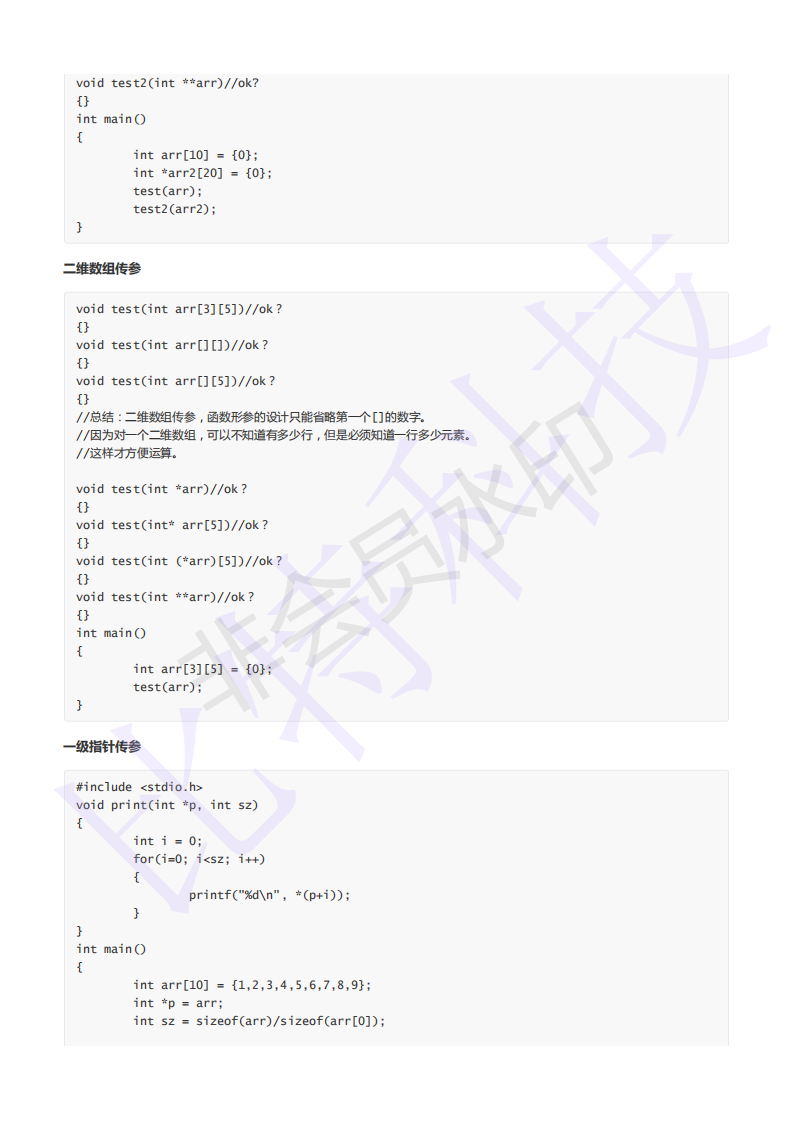 void test2(int **arr)//ok?
{}
int main()
{
int arr[10] = {0};
int *arr2[20] = {0};
test(arr);
test2(arr2);
}
二维数组传参
void test(int arr[3][5])//ok？
{}
void test(int arr[][])//ok？
{}
void test(int arr[][5])//ok？
{}
//总结：二维数组传参，函数形参的设计只能省略第一个[]的数字。
//因为对一个二维数组，可以不知道有多少行，但是必须知道一行多少元素。
//这样才方便运算。
void test(int *arr)//ok？
{}
void test(int* arr[5])//ok？
{}
void test(int (*arr)[5])//ok？
{}
void test(int **arr)//ok？
{}
int main()
{
int arr[3][5] = {0};
test(arr);
}
一级指针传参
#include <stdio.h>
void print(int *p, int sz)
{
int i = 0;
for(i=0; i<sz; i++)
{
printf("%d\n", *(p+i));
}
}
int main()
{
int arr[10] = {1,2,3,4,5,6,7,8,9};
int *p = arr;
int sz = sizeof(arr)/sizeof(arr[0]);
比特科技
非会员水印